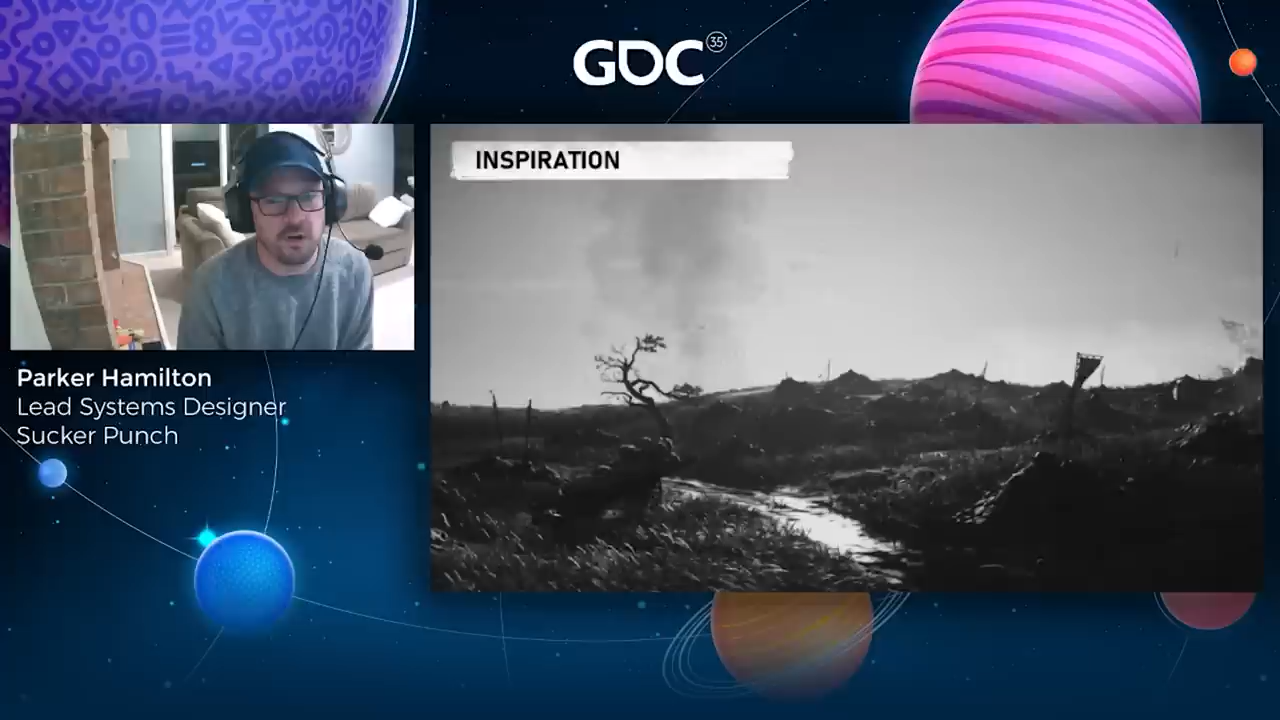 GDC 35
INSPIRATION
Parker Hamilton
Lead Systems Designer
Sucker Punch